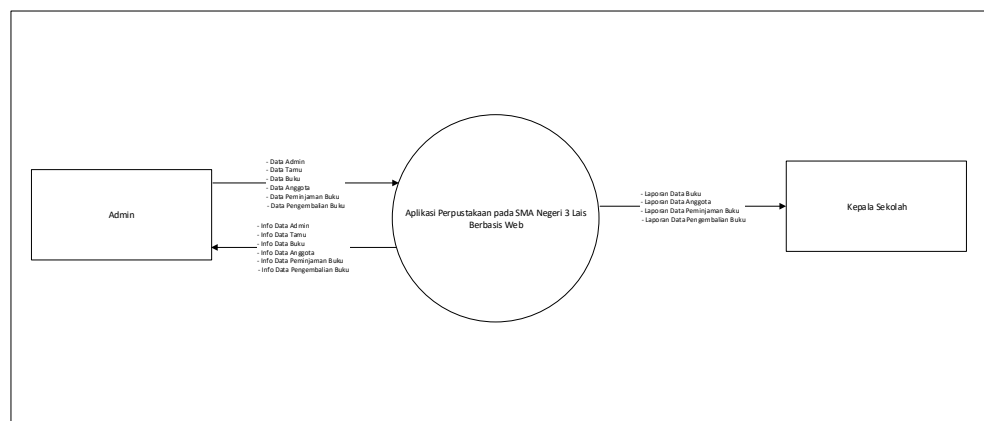 Admin
- Data Admin
- Data Tamu
- Data Buku
- Data Anggota
- Data Peminjaman Buku
- Data Pengembalian Buku
- Info Data Admin
- Info Data Tamu
- Info Data Buku
- Info Data Anggota
- Info Data Peminjaman Buku
- Info Data Pengembalian Buku
Aplikasi Perpustakaan pada SMA Negeri 3 Lais
Berbasis Web
- Laporan Data Buku
- Laporan Data Anggota
- Laporan Data Peminjaman Buku
- Laporan Data Pengembalian Buku
Kepala Sekolah